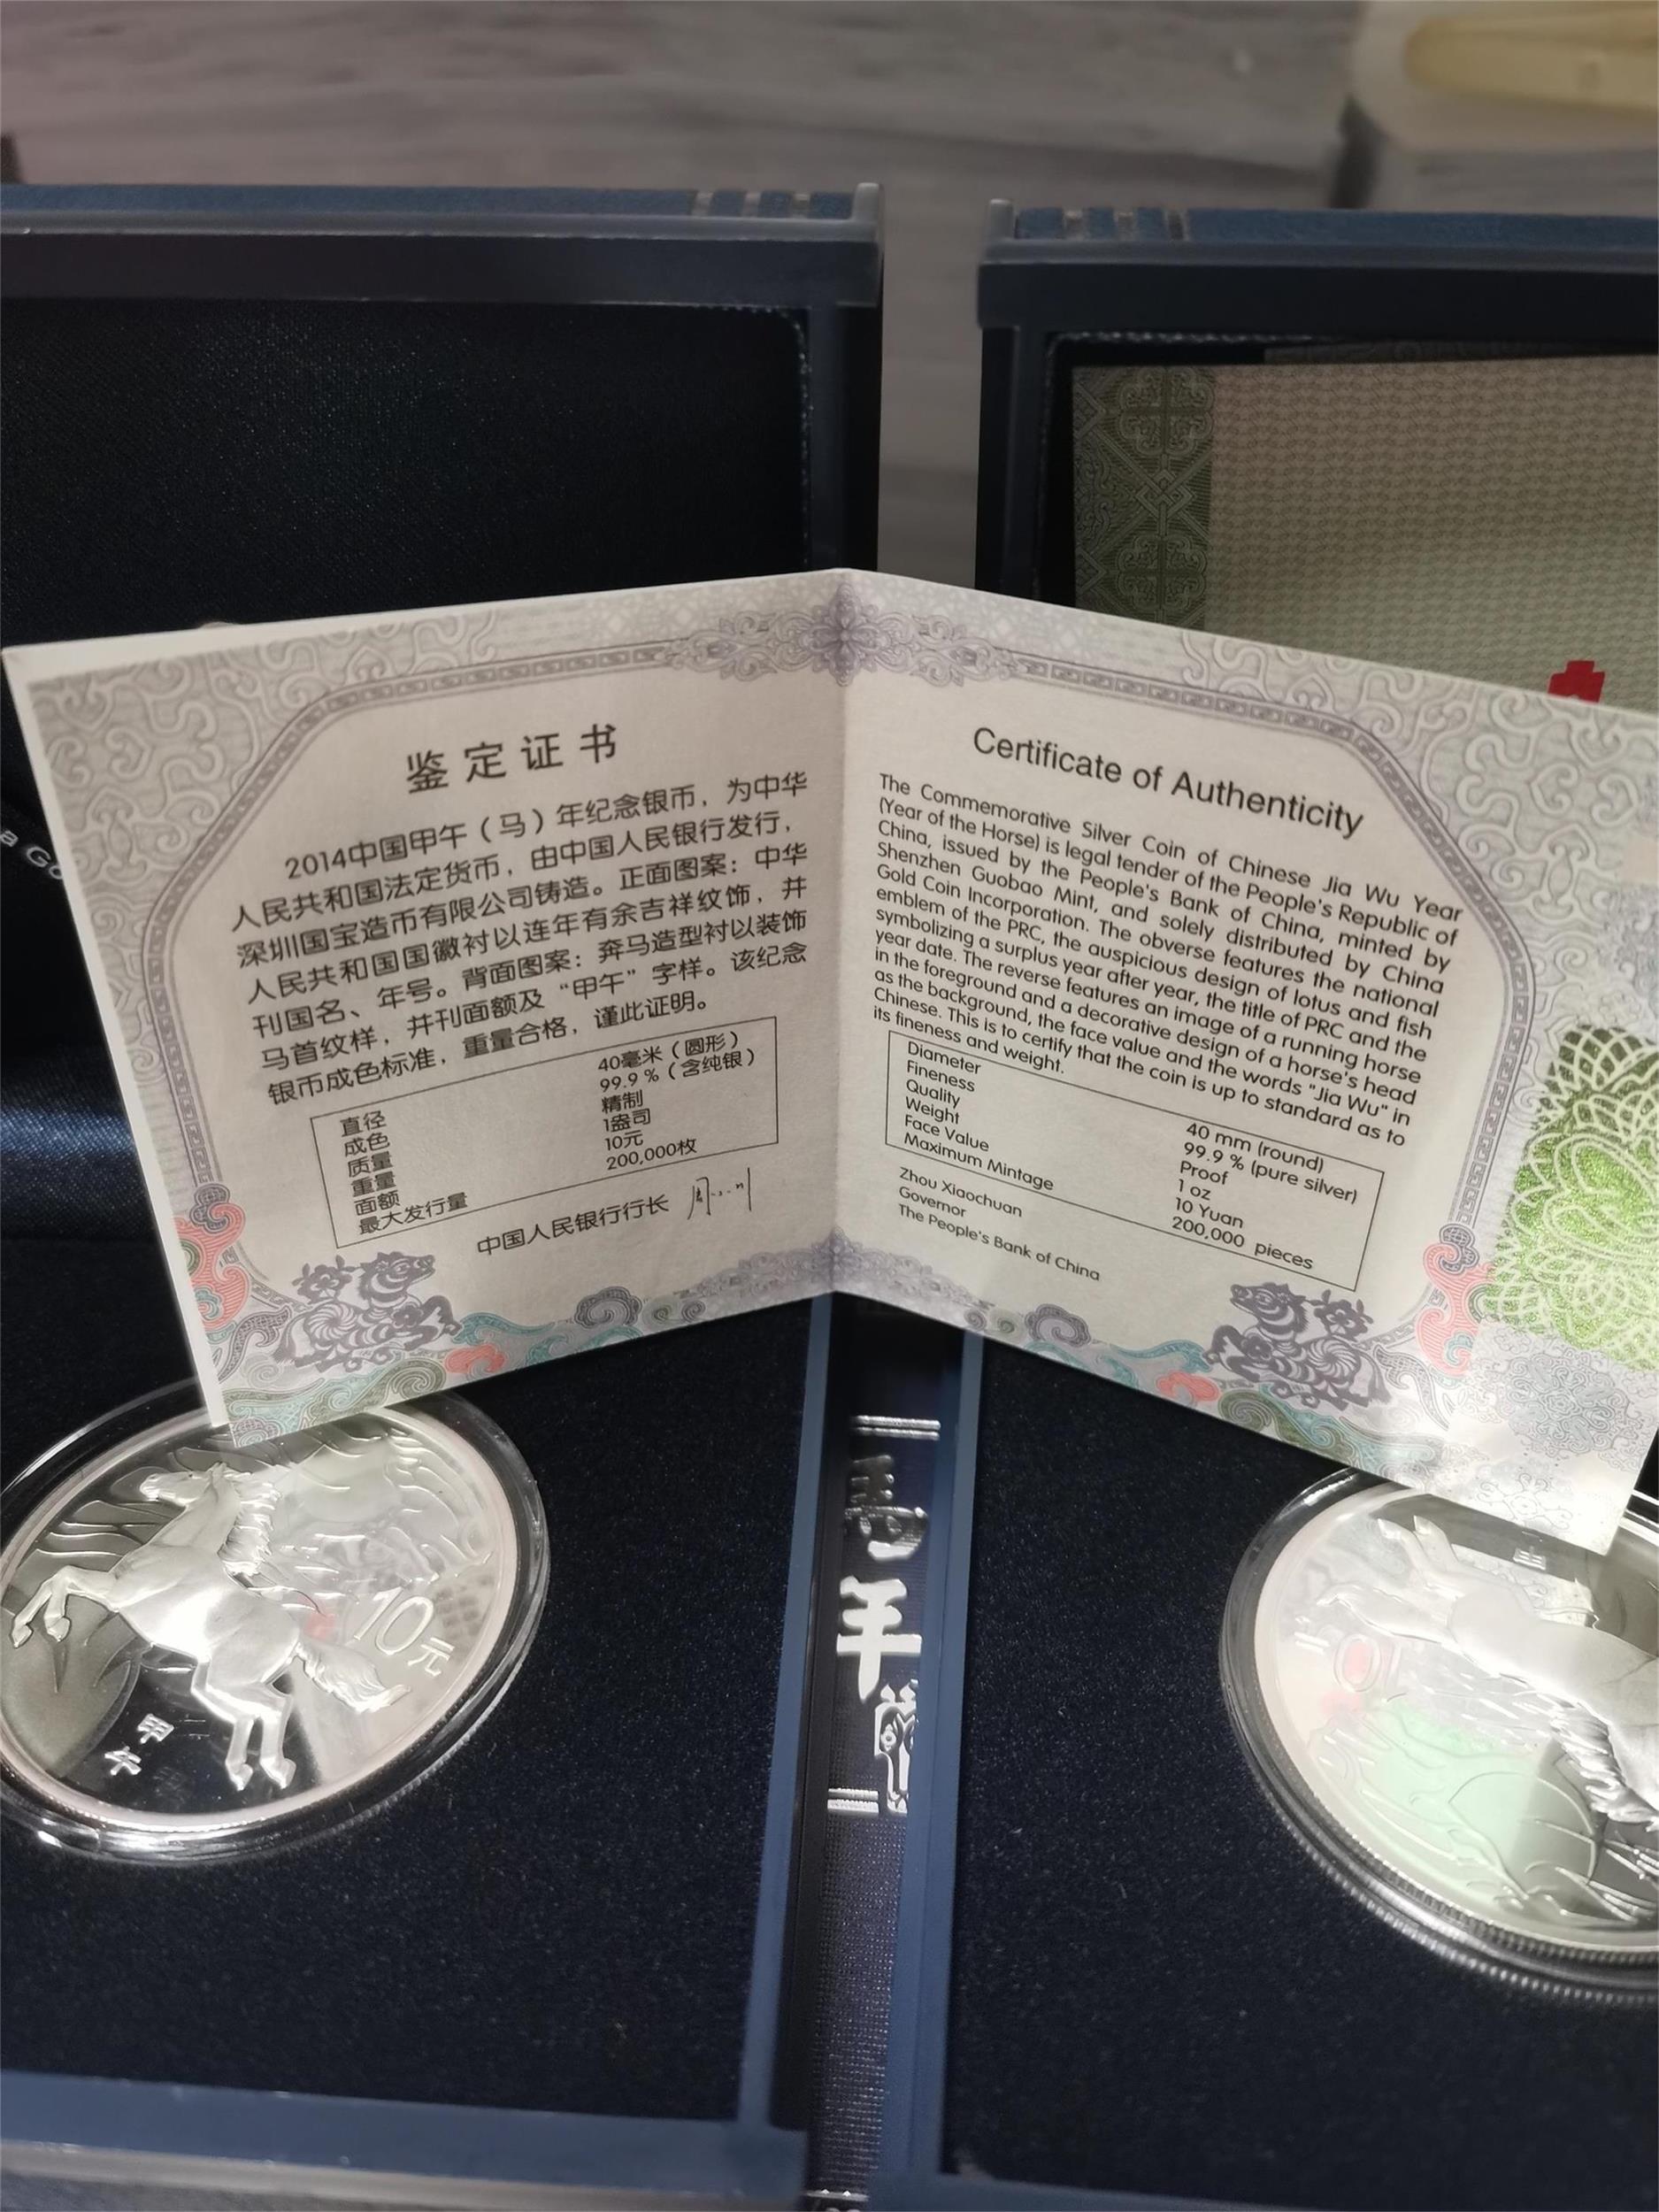 a Go
鉴定证书
2014中国甲午（马）年纪念银币，为中华
人民共和国法定货币，由中国人民银行发行，
深圳国宝造币有限公司铸造。正面图案：中华
人民共和国国徽衬以连年有余吉祥纹饰，并
刊国名、年号。背面图案：奔马造型衬以装饰
马首纹样，并刊面额及“甲午”字样。该纪念
银币成色标准，重量合格，谨此证明。
直径 40毫米（圆形）
成色 99.9％（含纯银）
质量 精制
重量 1盎司
面额 10元
最大发行量 200,000枚
中国人民银行行长
Certificate of Authenticity
The Commemorative Silver Coin of Chinese Jia Wu Year
(Year of the Horse) is legal tender of the People's Republic of
China, issued by the People's Bank of China, minted by
Shenzhen Guobao Mint, and solely distributed by China
Gold Coin Incorporation. The obverse features the national
emblem of the PRC, the auspicious design of lotus and fish
symbolizing a surplus year after year, the title of PRC and the
year date. The reverse features an image of a running horse
in the foreground and a decorative design of a horse's head
as the background, the face value and the words "Jia Wu" in
Chinese. This is to certify that the coin is up to standard as to
its fineness and weight.
Diameter 40 mm (round)
Fineness 99.9 % (pure silver)
Quality Proof
Weight 1 oz
Face Value 10 Yuan
Maximum Mintage 200,000 pieces
Zhou Xiaochuan
Governor
The People's Bank of China
10元
甲
午
10